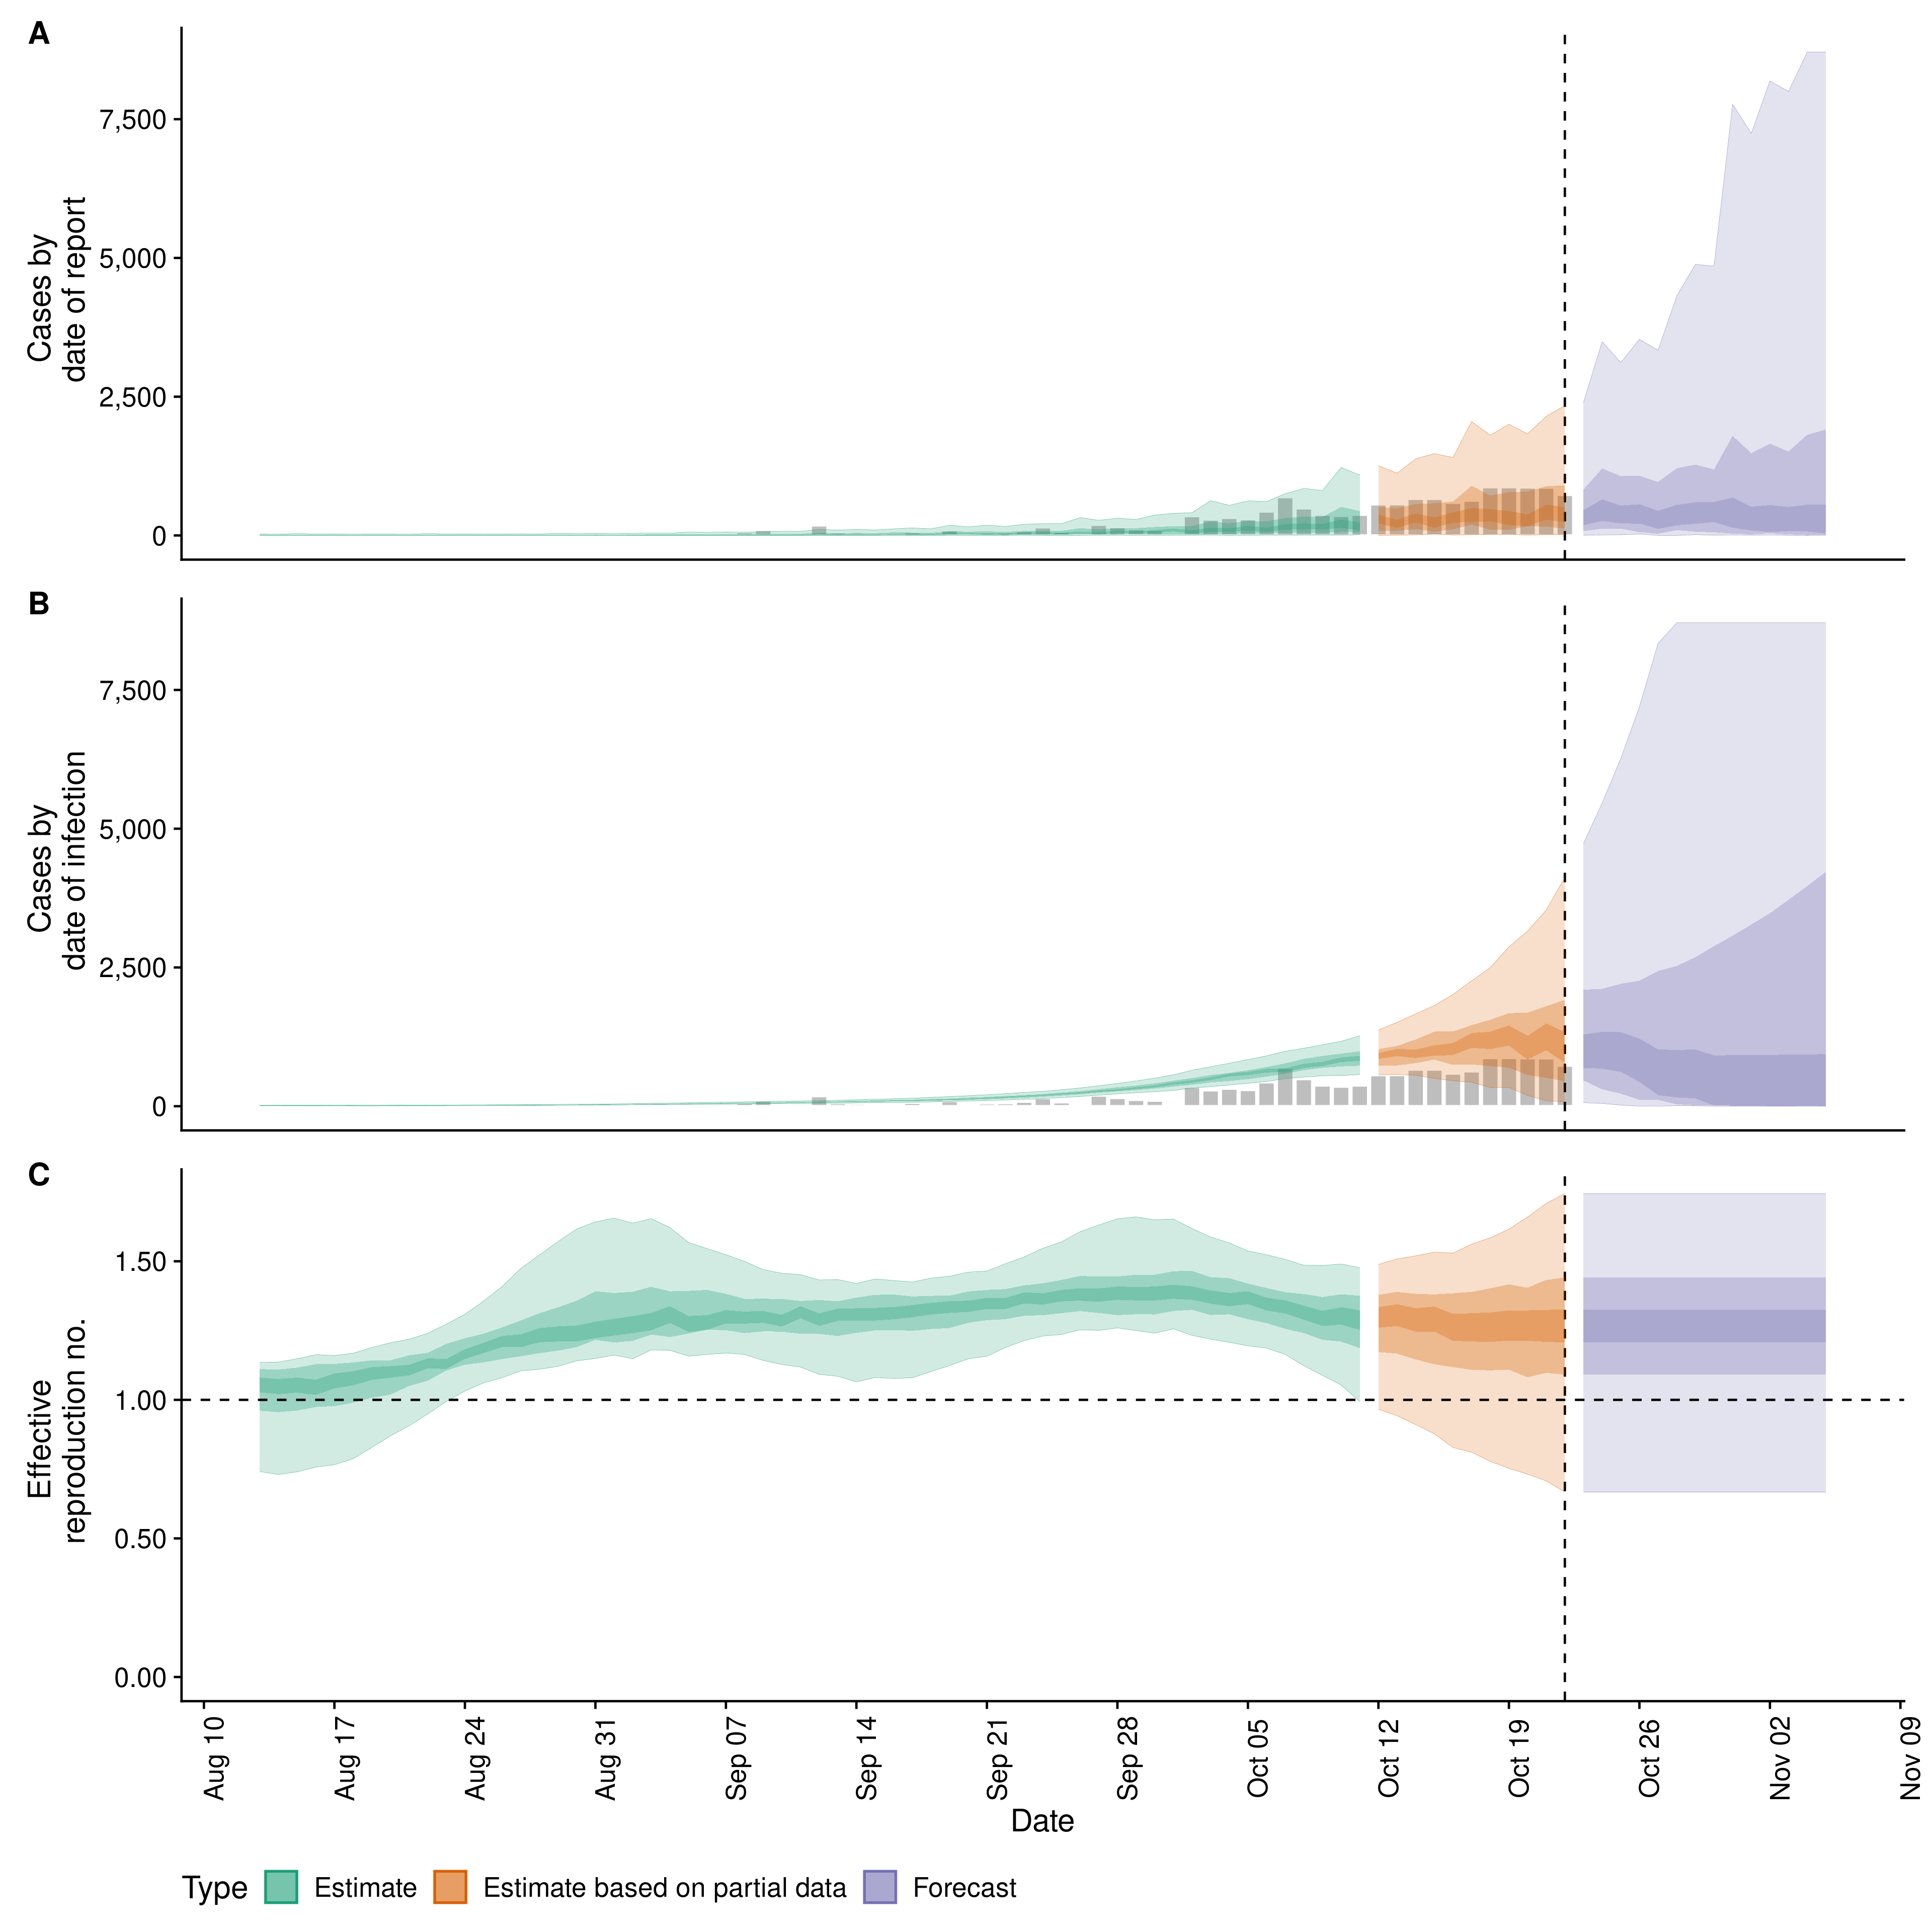 A
7,500
5,000
2,500
0
Cases by
date of report
B
7,500
5,000
2,500
0
Cases by
date of infection
C
1.50
1.00
0.50
0.00
Effective
reproduction no.
Aug 10
Aug 17
Aug 24
Aug 31
Sep 07
Sep 14
Sep 21
Sep 28
Oct 05
Oct 12
Oct 19
Oct 26
Nov 02
Nov 09
Date
Type Estimate Estimate based on partial data Forecast